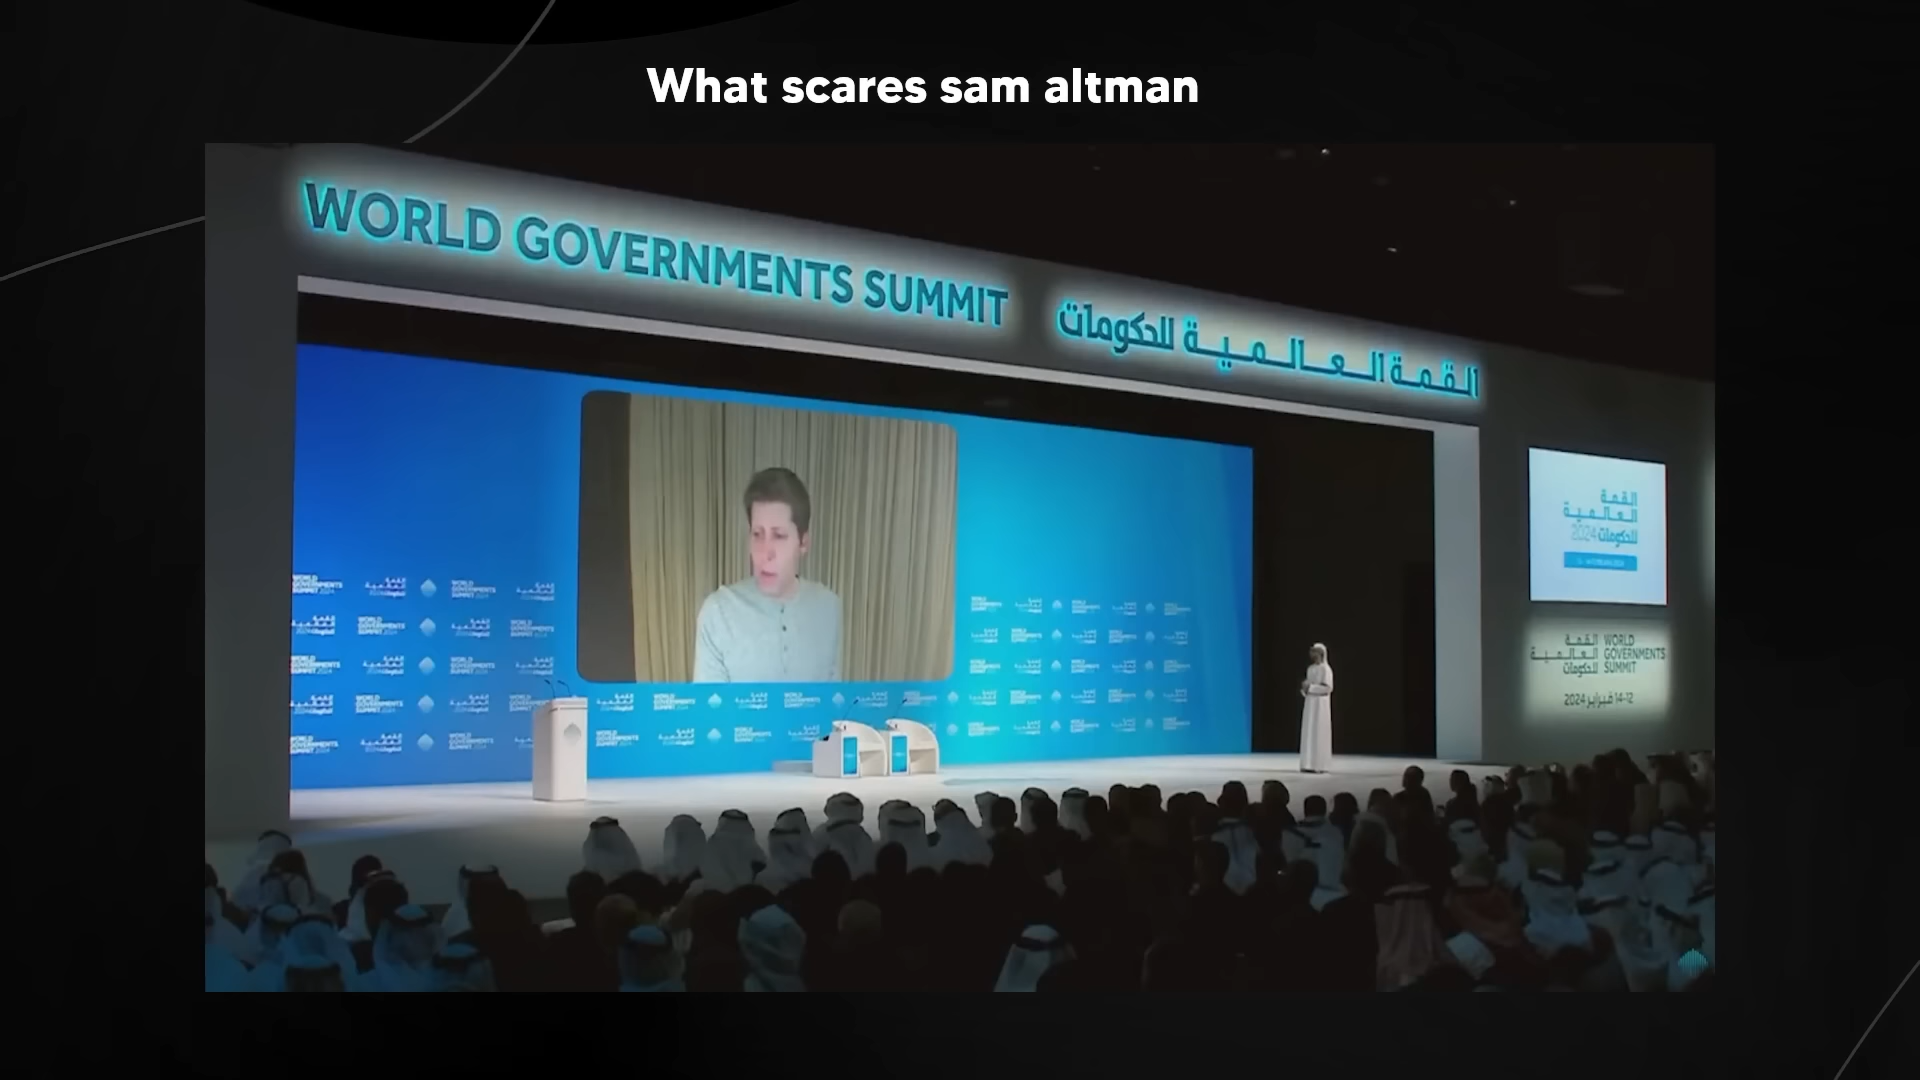 What scares sam altman
WORLD GOVERNMENTS SUMMIT
القمة العالمية للحكومات
القمة
العالمية
للحكومات 2024
القمة
العالمية
للحكومات
WORLD
GOVERNMENTS
SUMMIT
12-14 فبراير 2024